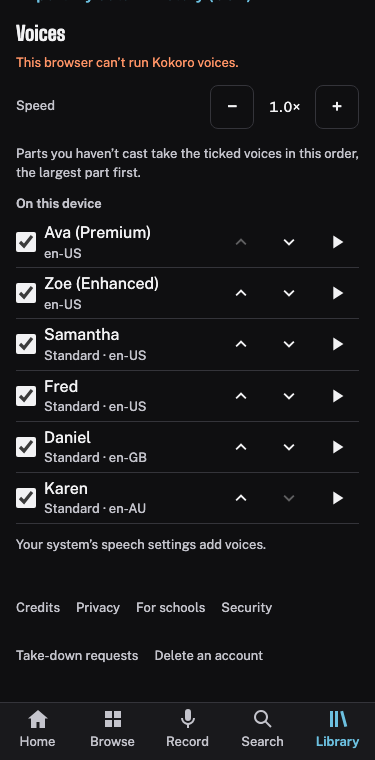 Voices
This browser can't run Kokoro voices.
Speed
− 1.0× +
Parts you haven't cast take the ticked voices in this order,
the largest part first.
On this device
Ava (Premium)
en-US
Zoe (Enhanced)
en-US
Samantha
Standard · en-US
Fred
Standard · en-US
Daniel
Standard · en-GB
Karen
Standard · en-AU
Your system's speech settings add voices.
Credits Privacy For schools Security
Take-down requests Delete an account
Home Browse Record Search Library